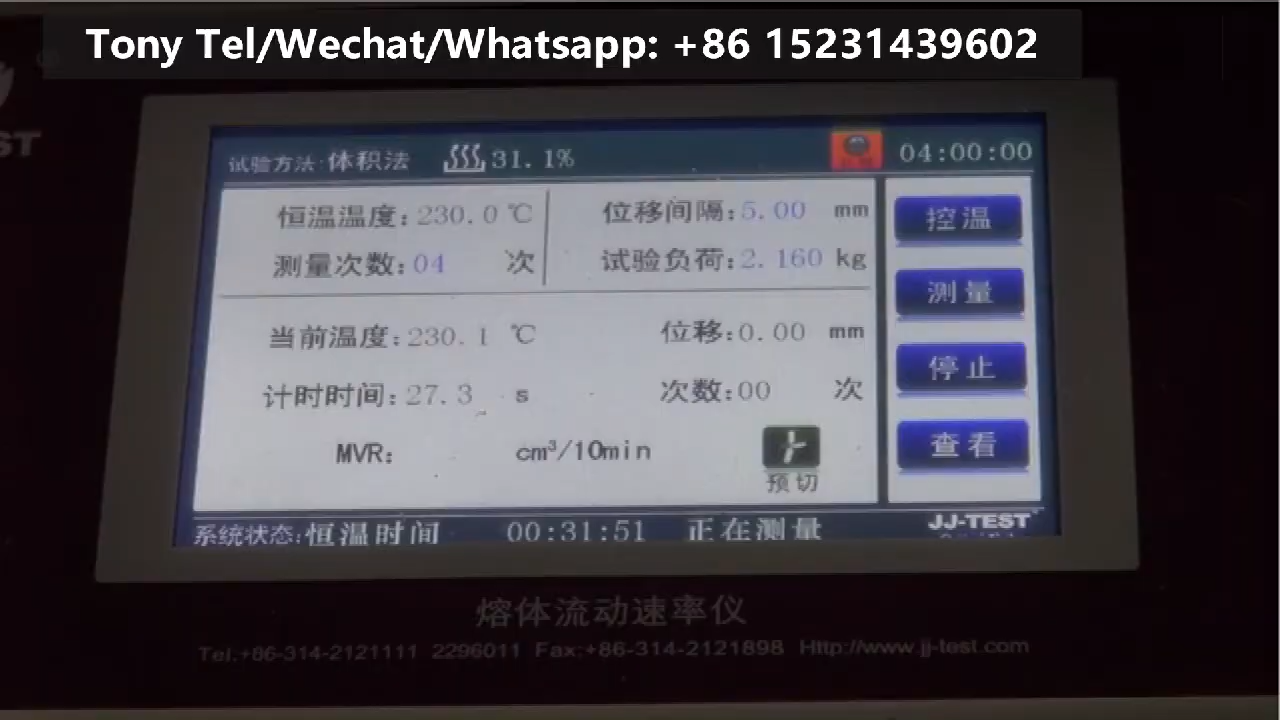 Tony Tel/Wechat/Whatsapp: +86 15231439602
ST
试验方法·体积法 31.1% 04:00:00
恒温温度:230.0 ℃ 位移间隔:5.00 mm
控温
测量次数:04 次 试验负荷:2.160 kg
测量
当前温度:230.1 ℃ 位移:0.00 mm
停止
计时时间:27.3 s 次数:00 次
MVR: cm³/10min
查看
预切
系统状态:恒温时间 00:31:51 正在测量 JJ-TEST
熔体流动速率仪
Tel:+86-314-2121111 2296011 Fax:+86-314-2121898 Http://www.jj-test.com